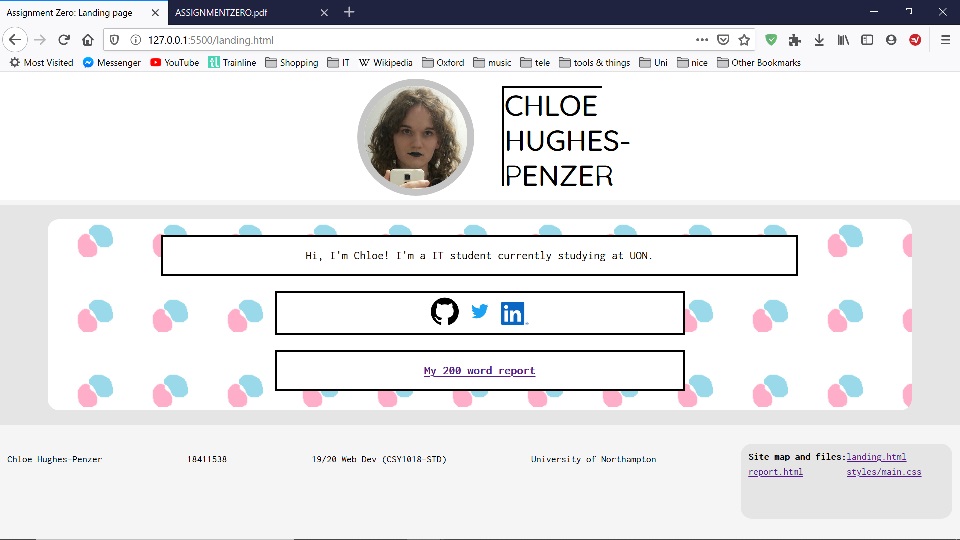 Assignment Zero: Landing page
ASSIGNMENTZERO.pdf
127.0.0.1:5500/landing.html
Most Visited Messenger YouTube Trainline Shopping IT Wikipedia Oxford music tele tools & things Uni nice Other Bookmarks
CHLOE
HUGHES-
PENZER
Hi, I'm Chloe! I'm a IT student currently studying at UON.
in
My 200 word report
Chloe Hughes-Penzer 18411538 19/20 Web Dev (CSY1018-STD) University of Northampton
Site map and files: landing.html
report.html styles/main.css